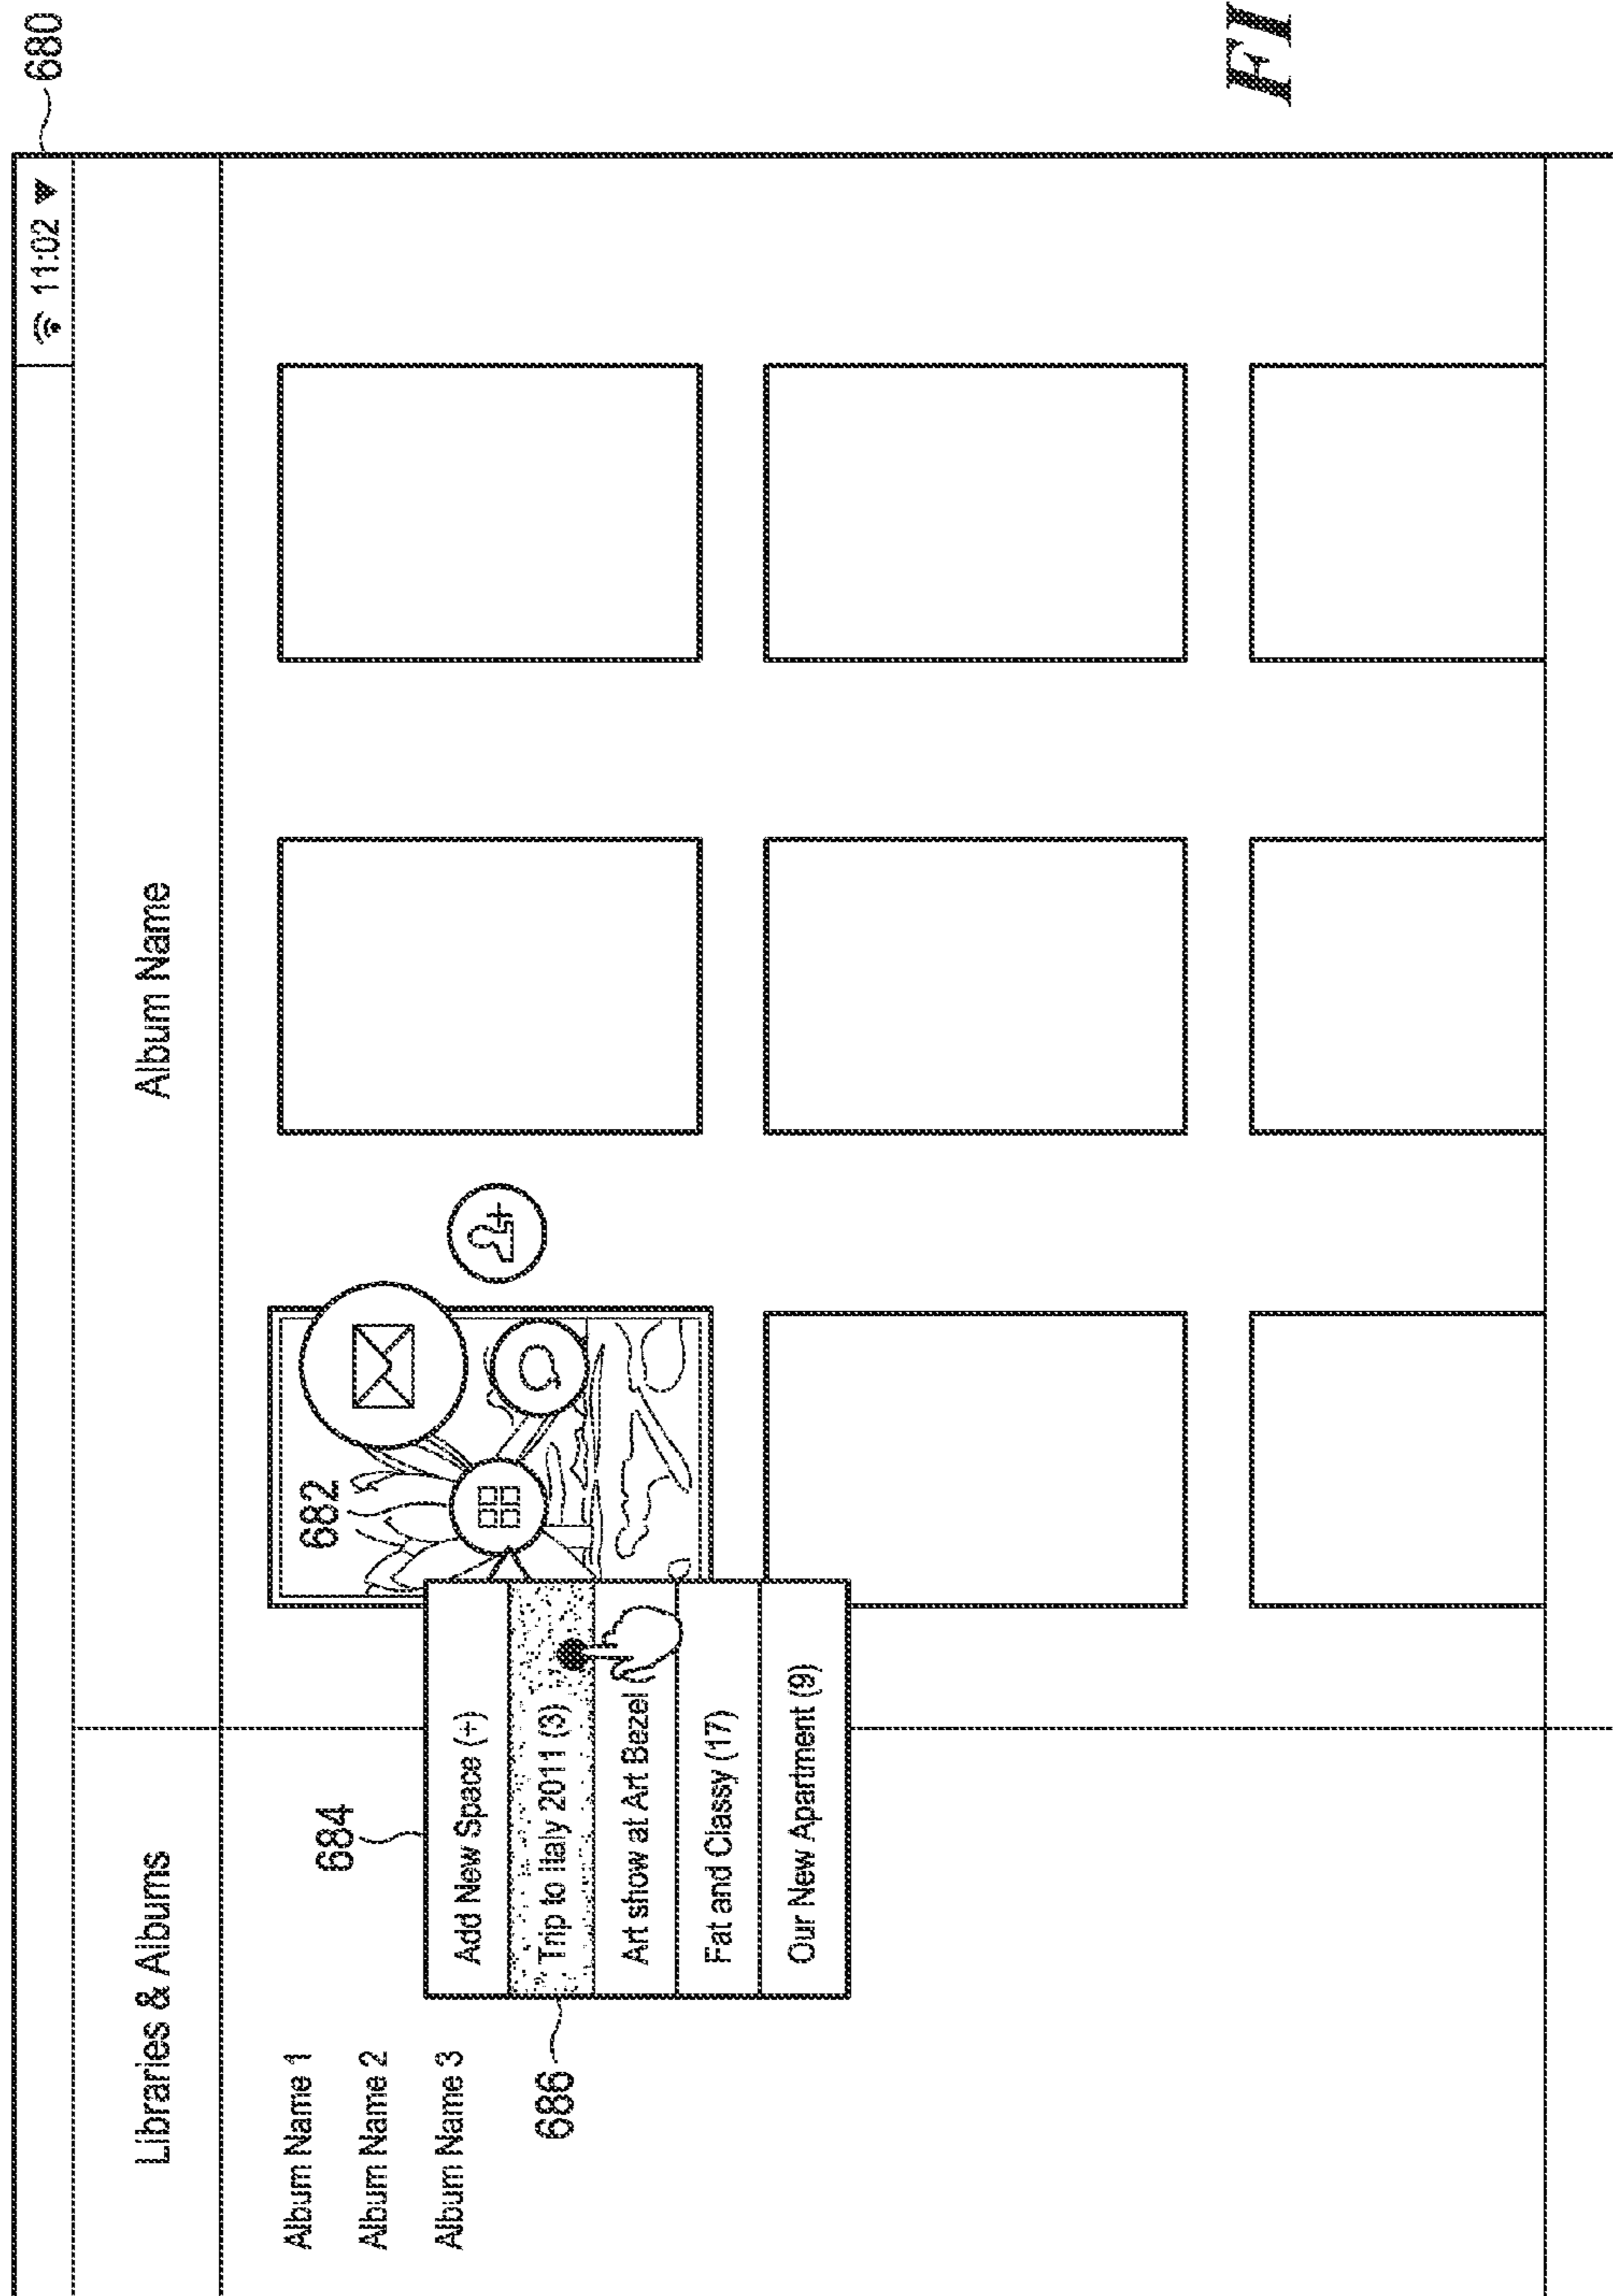 680
11:02
Libraries & Albums
Album Name
Album Name 1
Album Name 2
Album Name 3
682
684
Add New Space (+)
Trip to Italy 2011 (3)
Art show at Art Bezel (
Fat and Classy (17)
Our New Apartment (9)
686
FI